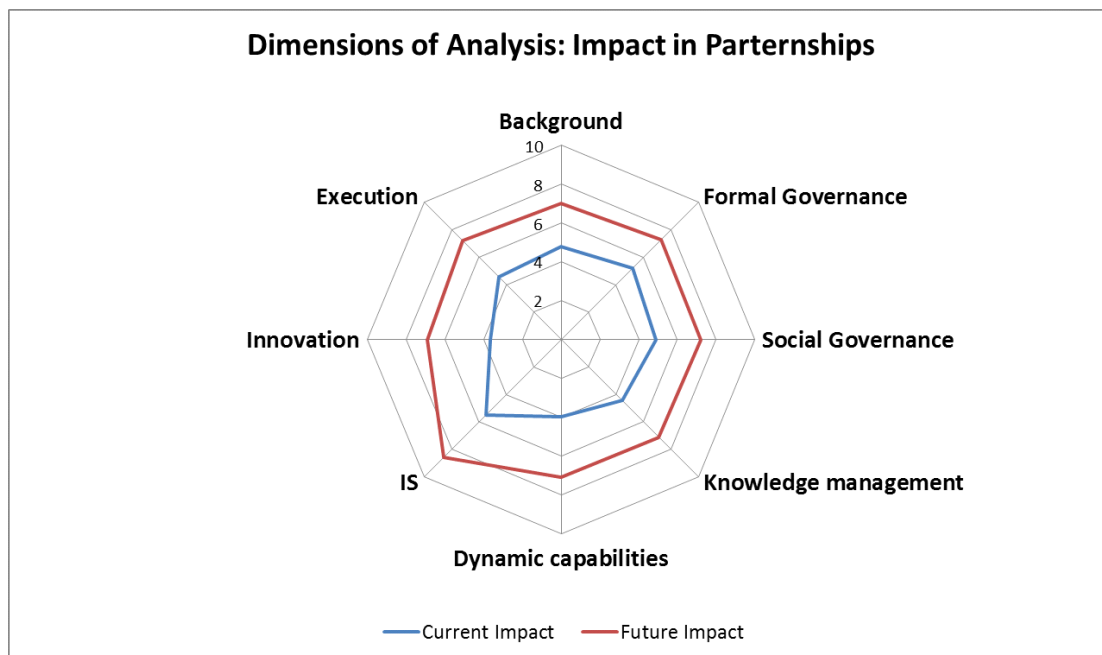 Dimensions of Analysis: Impact in Parternships
Background
10
8
6
4
2
Execution
Formal Governance
Innovation
Social Governance
IS
Knowledge management
Dynamic capabilities
Current Impact
Future Impact